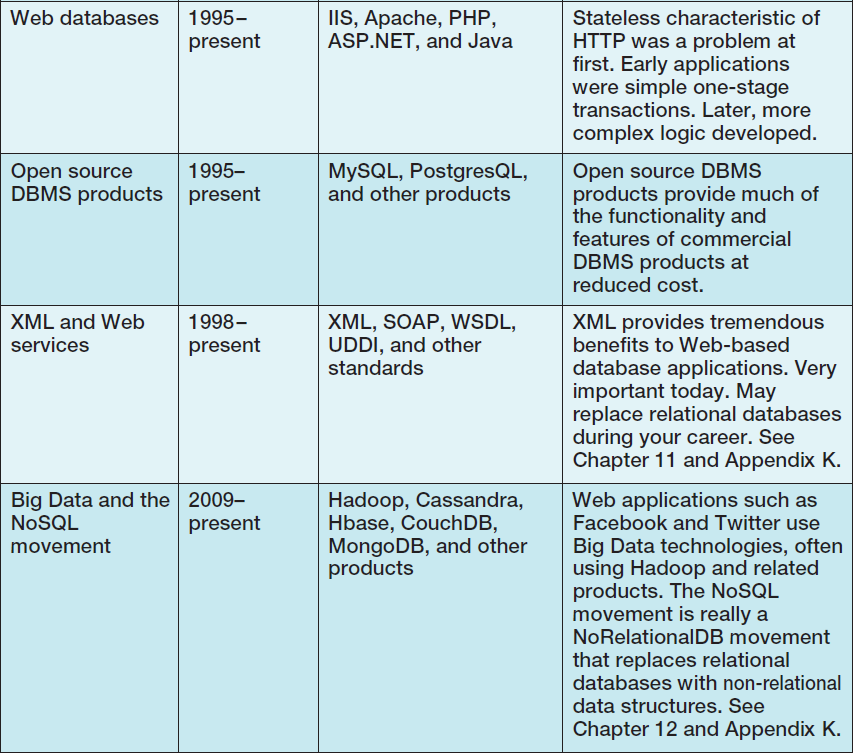 Web databases
1995–
present
IIS, Apache, PHP,
ASP.NET, and Java
Stateless characteristic of
HTTP was a problem at
first. Early applications
were simple one-stage
transactions. Later, more
complex logic developed.
Open source
DBMS products
1995–
present
MySQL, PostgresQL,
and other products
Open source DBMS
products provide much of
the functionality and
features of commercial
DBMS products at
reduced cost.
XML and Web
services
1998–
present
XML, SOAP, WSDL,
UDDI, and other
standards
XML provides tremendous
benefits to Web-based
database applications. Very
important today. May
replace relational databases
during your career. See
Chapter 11 and Appendix K.
Big Data and the
NoSQL
movement
2009–
present
Hadoop, Cassandra,
Hbase, CouchDB,
MongoDB, and other
products
Web applications such as
Facebook and Twitter use
Big Data technologies, often
using Hadoop and related
products. The NoSQL
movement is really a
NoRelationalDB movement
that replaces relational
databases with non-relational
data structures. See
Chapter 12 and Appendix K.